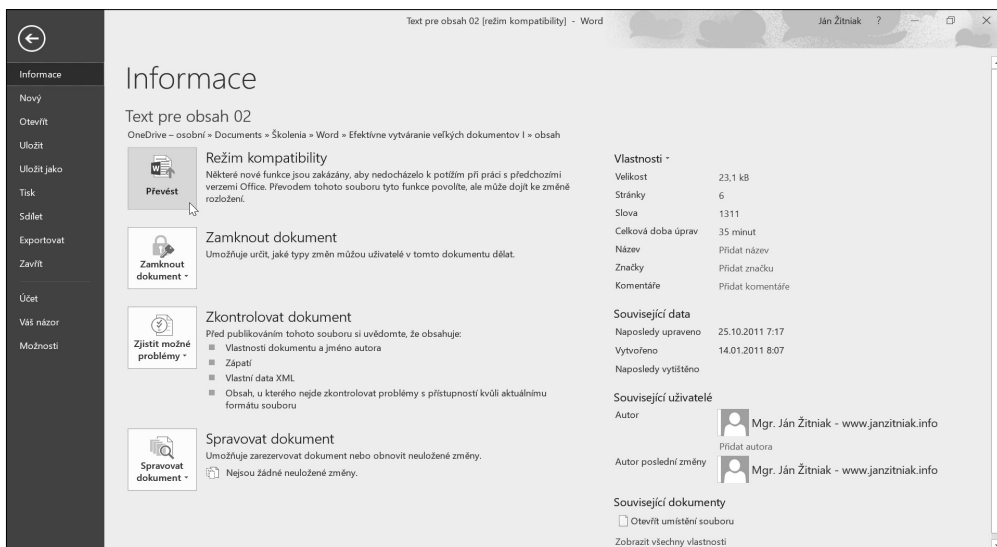 Text pre obsah 02 [režim kompatibility] - Word
Ján Žitniak ?
Informace
Nový
Otevřít
Uložit
Uložit jako
Tisk
Sdílet
Exportovat
Zavřít
Účet
Váš názor
Možnosti
Informace
Text pre obsah 02
OneDrive – osobní » Documents » Školenia » Word » Efektívne vytváranie veľkých dokumentov I » obsah
Převést
Režim kompatibility
Některé nové funkce jsou zakázány, aby nedocházelo k potížím při práci s předchozími
verzemi Office. Převodem tohoto souboru tyto funkce povolíte, ale může dojít ke změně
rozložení.
Zamknout
dokument
Zamknout dokument
Umožňuje určit, jaké typy změn můžou uživatelé v tomto dokumentu dělat.
Zjistit možné
problémy
Zkontrolovat dokument
Před publikováním tohoto souboru si uvědomte, že obsahuje:
Vlastnosti dokumentu a jméno autora
Zápatí
Vlastní data XML
Obsah, u kterého nejde zkontrolovat problémy s přístupností kvůli aktuálnímu
formátu souboru
Spravovat
dokument
Spravovat dokument
Umožňuje zarezervovat dokument nebo obnovit neuložené změny.
Nejsou žádné neuložené změny.
Vlastnosti
Velikost 23,1 kB
Stránky 6
Slova 1311
Celková doba úprav 35 minut
Název Přidat název
Značky Přidat značku
Komentáře Přidat komentáře
Související data
Naposledy upraveno 25.10.2011 7:17
Vytvořeno 14.01.2011 8:07
Naposledy vytištěno
Související uživatelé
Autor Mgr. Ján Žitniak - www.janzitniak.info
Přidat autora
Autor poslední změny Mgr. Ján Žitniak - www.janzitniak.info
Související dokumenty
Otevřít umístění souboru
Zobrazit všechny vlastnosti